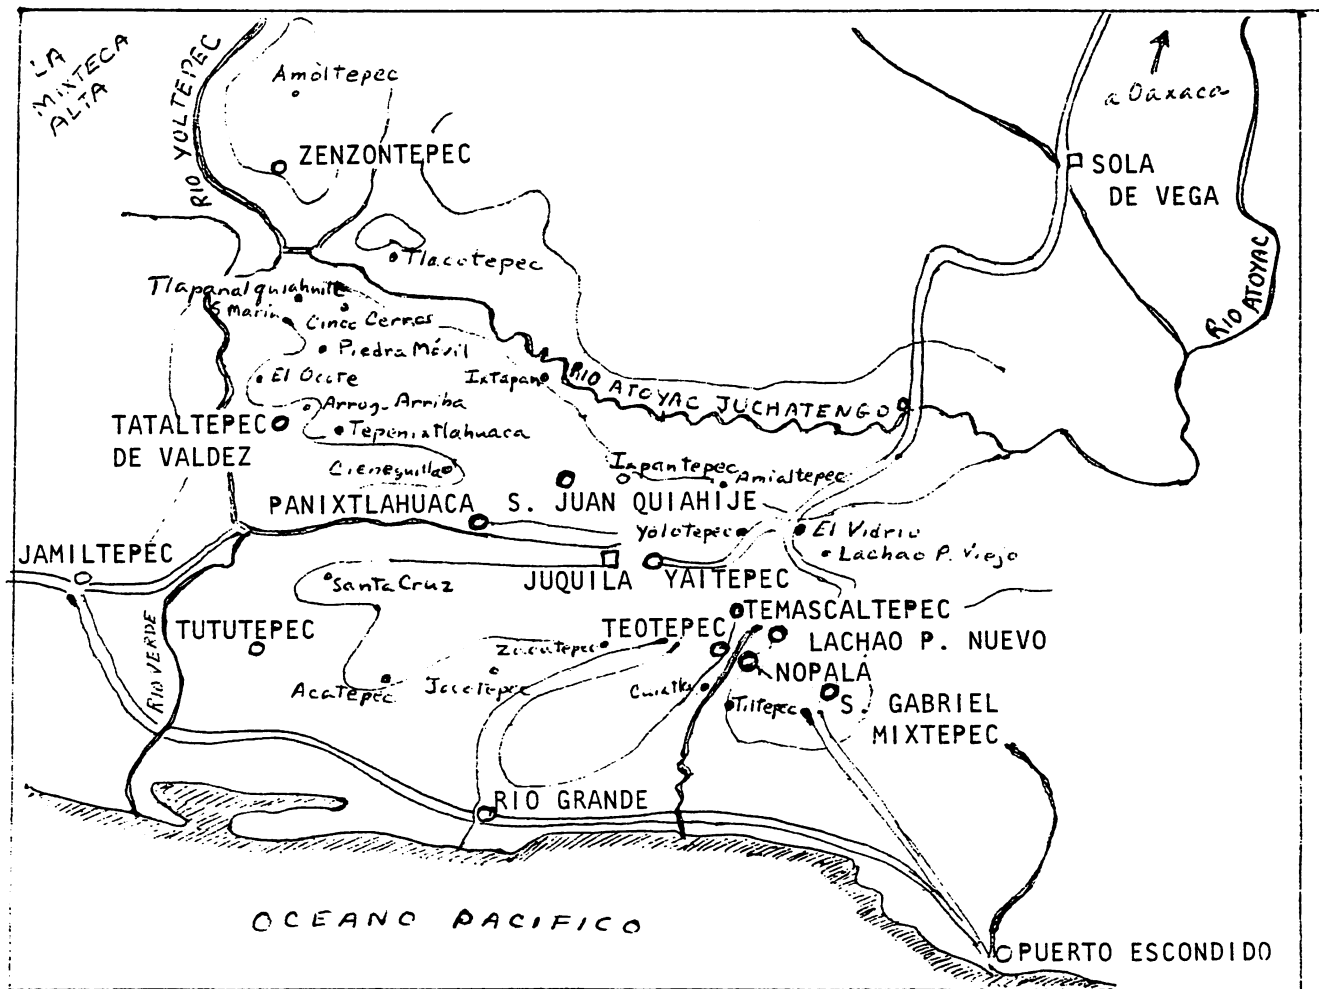 LA
MIXTECA
ALTA
RIO YOLTEPEC
Amoltepec
a Oaxaca
ZENZONTEPEC
SOLA
DE VEGA
Tlacotepec
RIO ATOYAC
Tlapanalquiahuitl
S Maria
Cinco Cerros
Piedra Móvil
El Ocote
Ixtapan
RIO ATOYAC JUCHATENGO
Arroy. Arriba
TATALTEPEC
DE VALDEZ
Tepenixtlahuaca
Cieneguilla
Ixpantepec
Amialtepec
PANIXTLAHUACA
S. JUAN QUIAHIJE
Yolotepec
El Vidrio
JAMILTEPEC
Lachao P. Viejo
Santa Cruz
JUQUILA
YAITEPEC
TEMASCALTEPEC
RIO VERDE
TUTUTEPEC
TEOTEPEC
LACHAO P. NUEVO
Zacatepec
NOPALA
Acatepec
Jocotepec
Cuixtla
Tiltepec
S. GABRIEL
MIXTEPEC
RIO GRANDE
OCEANO PACIFICO
PUERTO ESCONDIDO